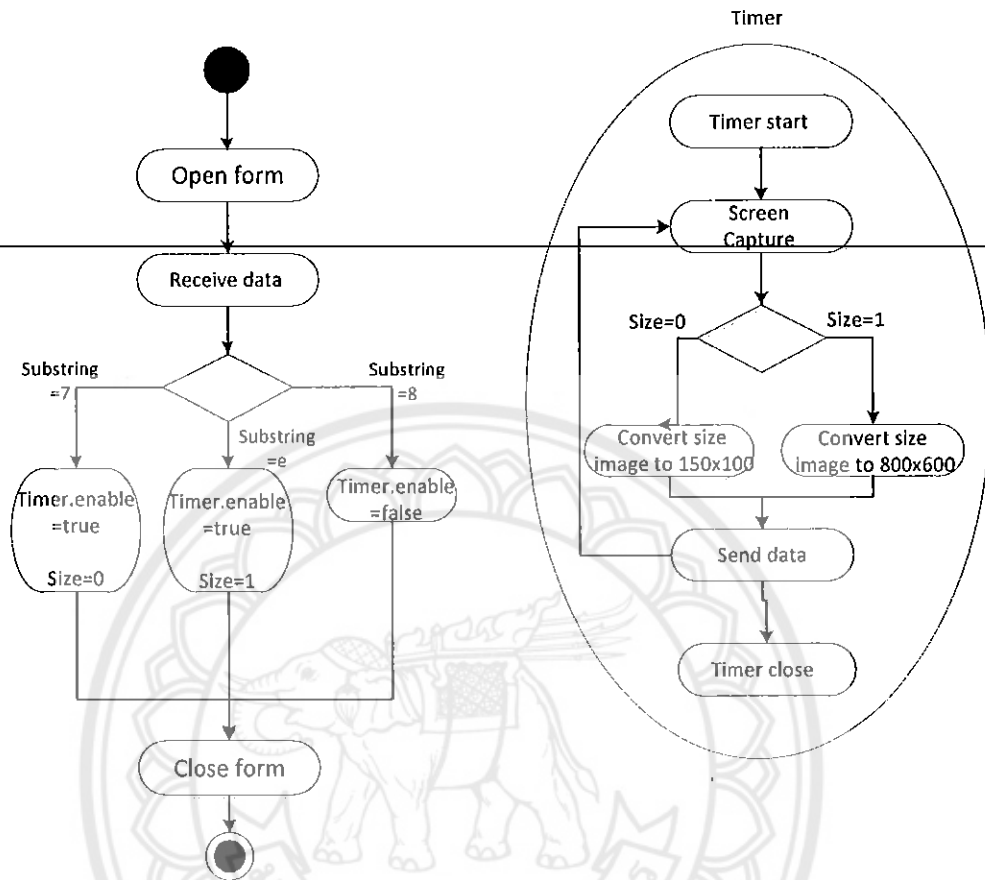 Timer
Timer start
Open form
Screen
Capture
Receive data
Size=0
Size=1
Substring
=7
Substring
=8
Substring
=e
Convert size
image to 150x100
Convert size
image to 800x600
Timer.enable
=true
Size=0
Timer.enable
=true
Size=1
Timer.enable
=false
Send data
Timer close
Close form